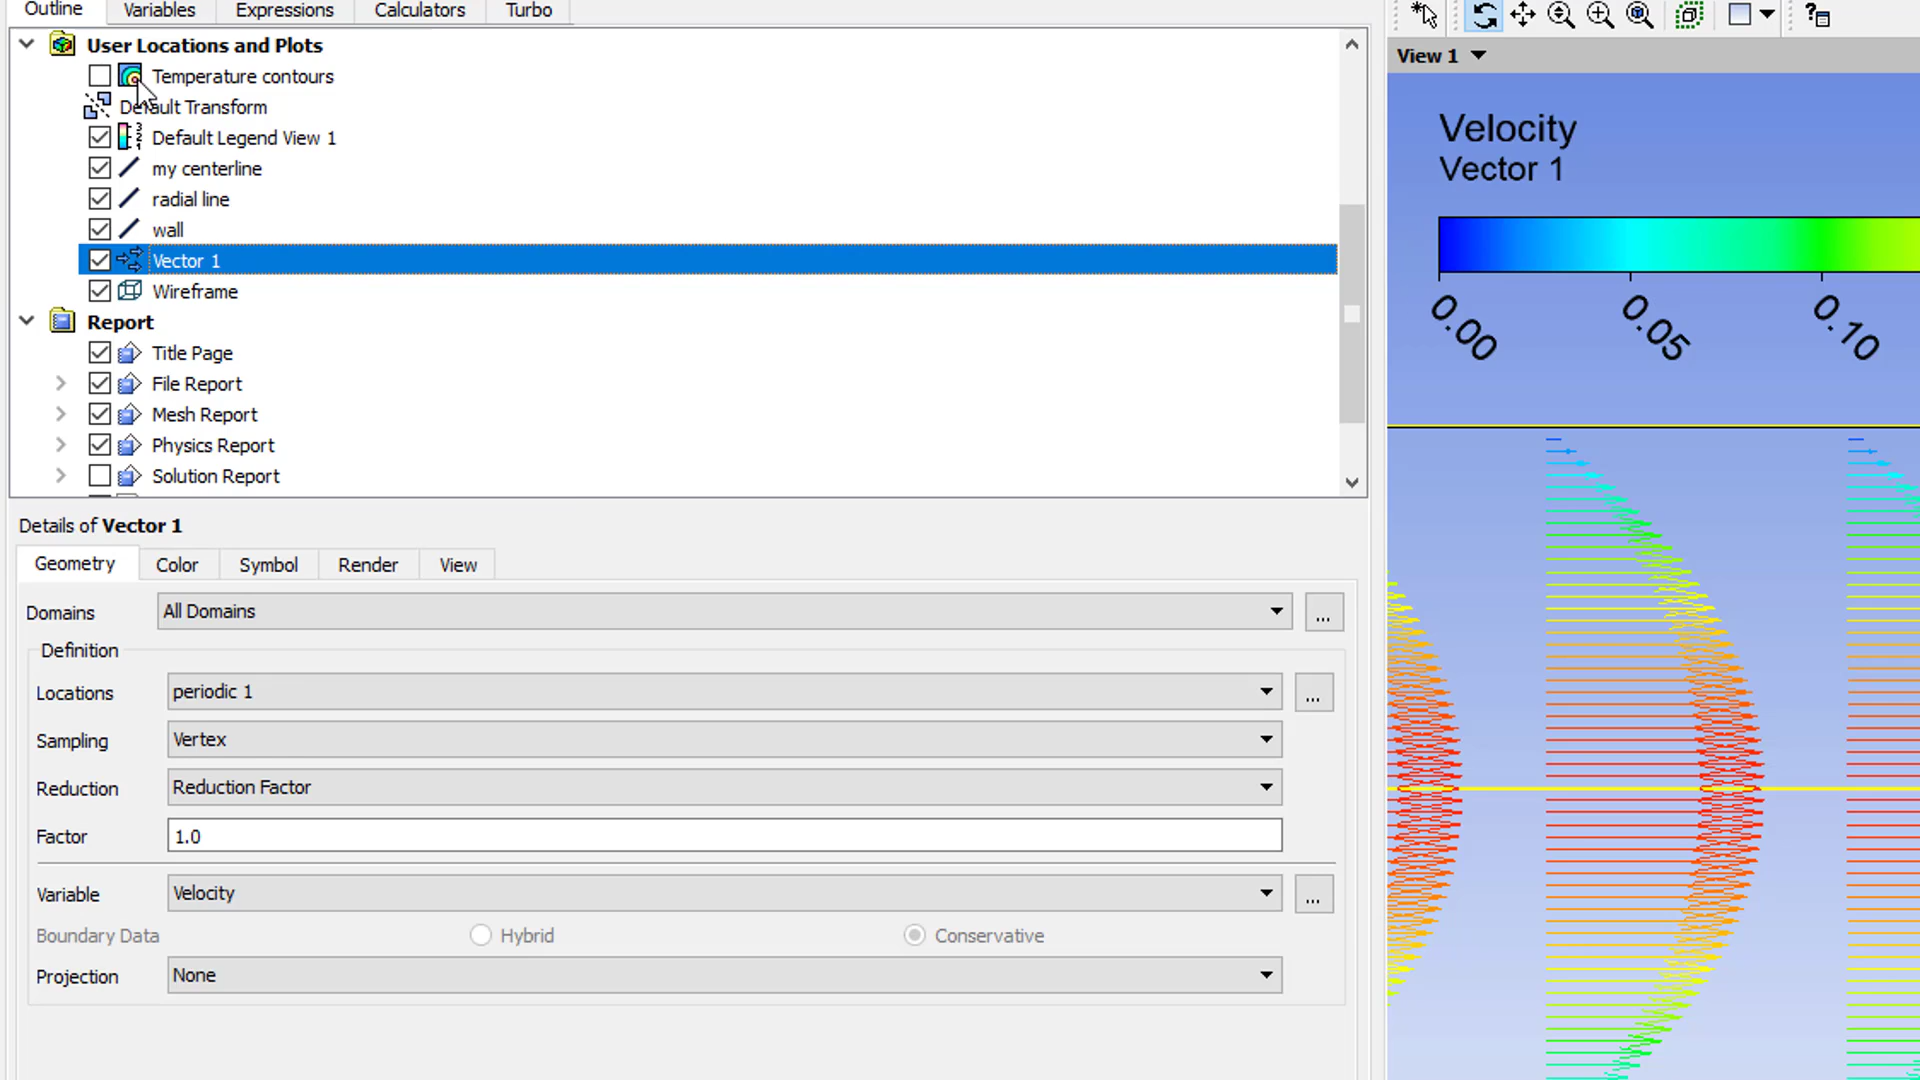 Outline Variables Expressions Calculators Turbo
User Locations and Plots
Temperature contours
Default Transform
Default Legend View 1
my centerline
radial line
wall
Vector 1
Wireframe
Report
Title Page
File Report
Mesh Report
Physics Report
Solution Report
Details of Vector 1
Geometry Color Symbol Render View
Domains All Domains ...
Definition
Locations periodic 1 ...
Sampling Vertex
Reduction Reduction Factor
Factor 1.0
Variable Velocity ...
Boundary Data Hybrid Conservative
Projection None
View 1
Velocity
Vector 1
0.00 0.05 0.10